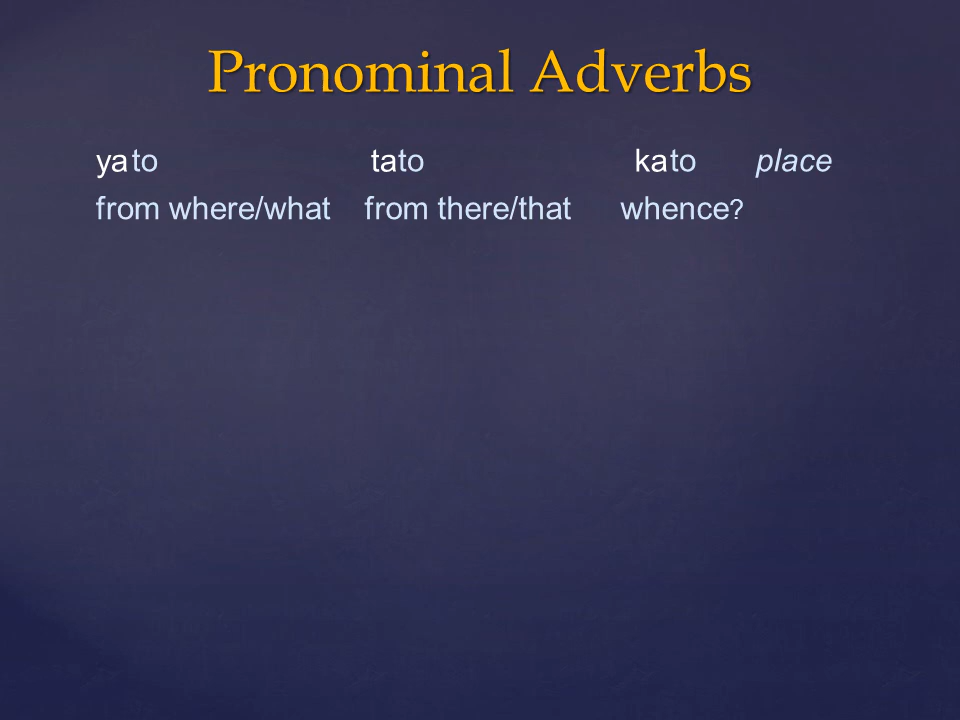 Pronominal Adverbs
yato tato kato place
from where/what from there/that whence?